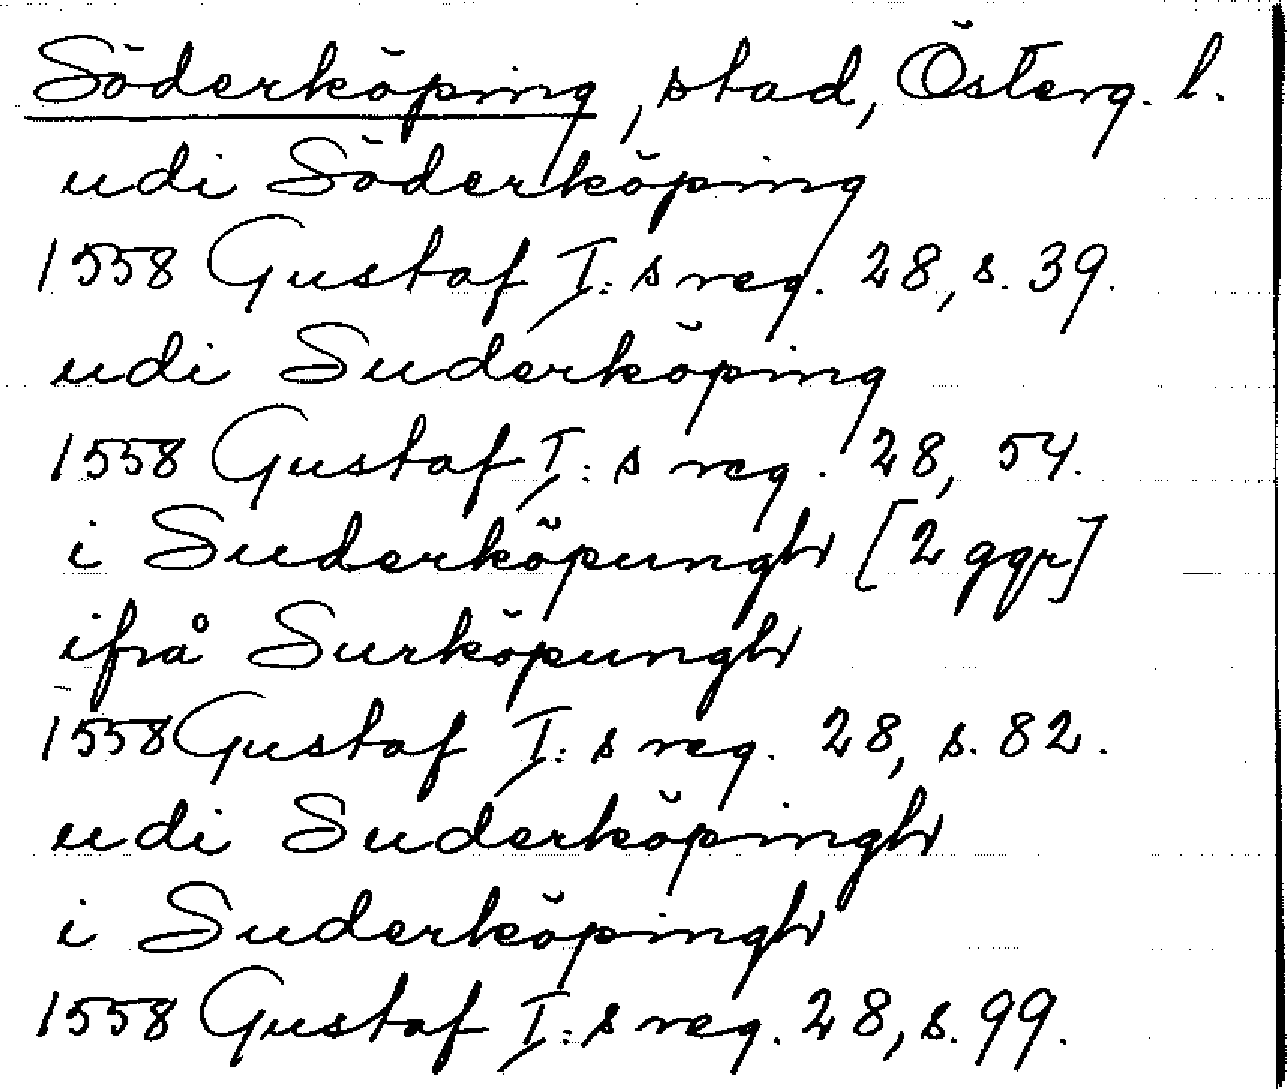 Söderköping, stad, Österg. l.
udi Söderköping
1558 Gustaf I:s reg. 28, s. 39.
udi Suderköping
1558 Gustaf I:s reg. 28, 54.
i Suderköpungh [2 ggr]
ifrå Surköpungh
1558 Gustaf I:s reg. 28, s. 82.
udi Suderköpingh
i Suderköpingh
1558 Gustaf I:s reg. 28, s. 99.